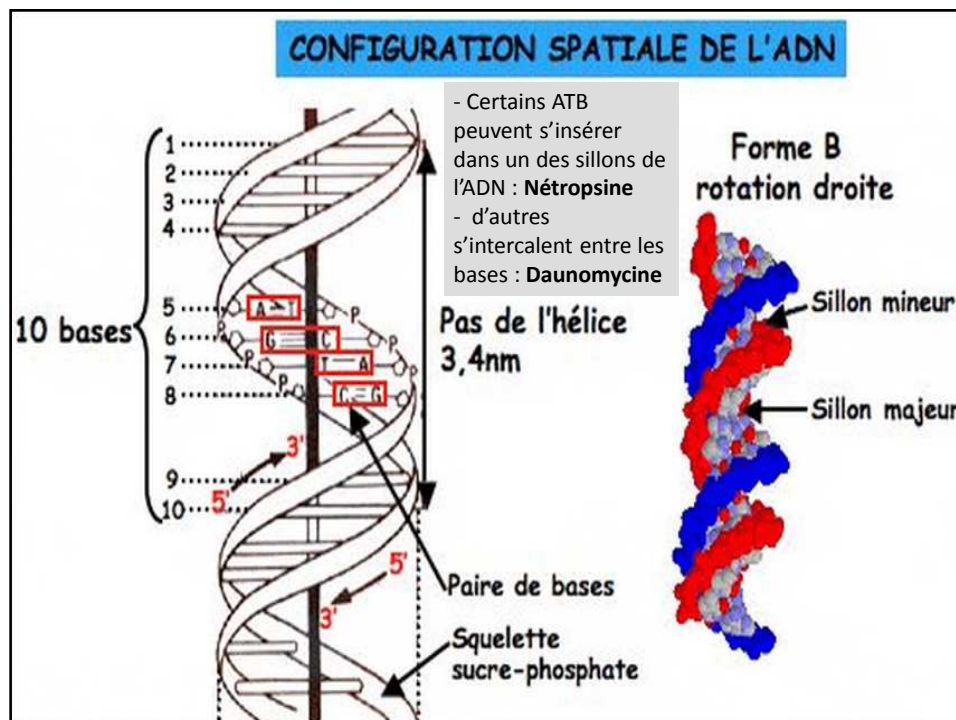 CONFIGURATION SPATIALE DE L'ADN
- Certains ATB
peuvent s'insérer
dans un des sillons de
l'ADN : Nétropsine
- d'autres
s'intercalent entre les
bases : Daunomycine
10 bases
1
2
3
4
5
6
7
8
9
10
A T
G C
T A
C G
P
P
P
P
P
P
P
3'
5'
5'
3'
Pas de l'hélice
3,4nm
Paire de bases
Squelette
sucre-phosphate
Forme B
rotation droite
Sillon mineur
Sillon majeur